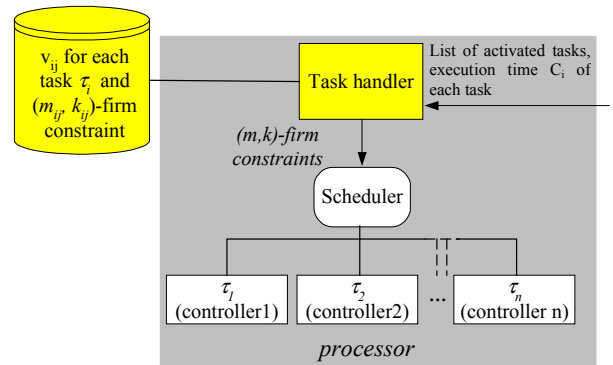 v_ij for each
task τ_i and
(m_ij, k_ij)-firm
constraint
Task handler
List of activated tasks,
execution time C_i of
each task
(m,k)-firm
constraints
Scheduler
τ_1
(controller1)
τ_2
(controller2)
...
τ_n
(controller n)
processor